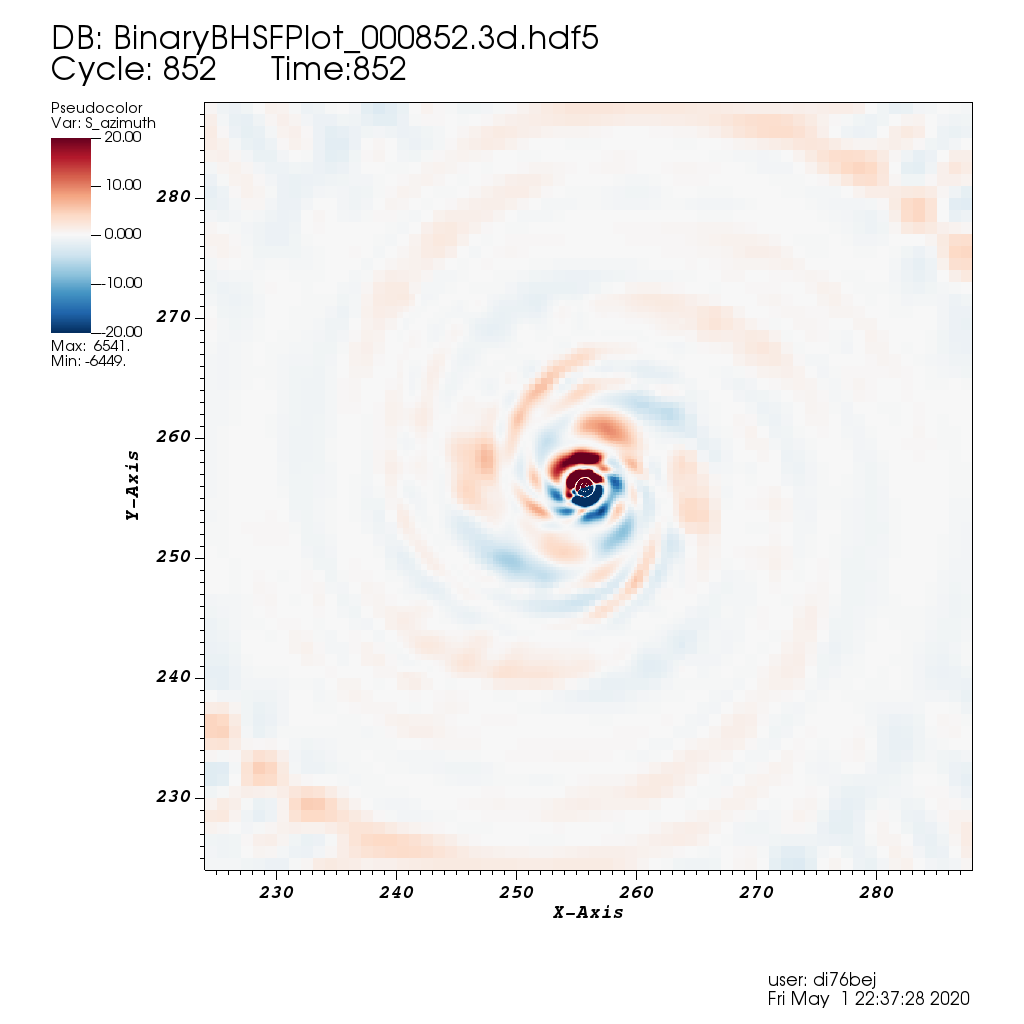 DB: BinaryBHSFPlot_000852.3d.hdf5
Cycle: 852 Time:852
Pseudocolor
Var: S_azimuth
20.00
10.00
0.000
-10.00
-20.00
Max: 6541.
Min: -6449.
Y-Axis
280
270
260
250
240
230
230 240 250 260 270 280
X-Axis
user: di76bej
Fri May 1 22:37:28 2020